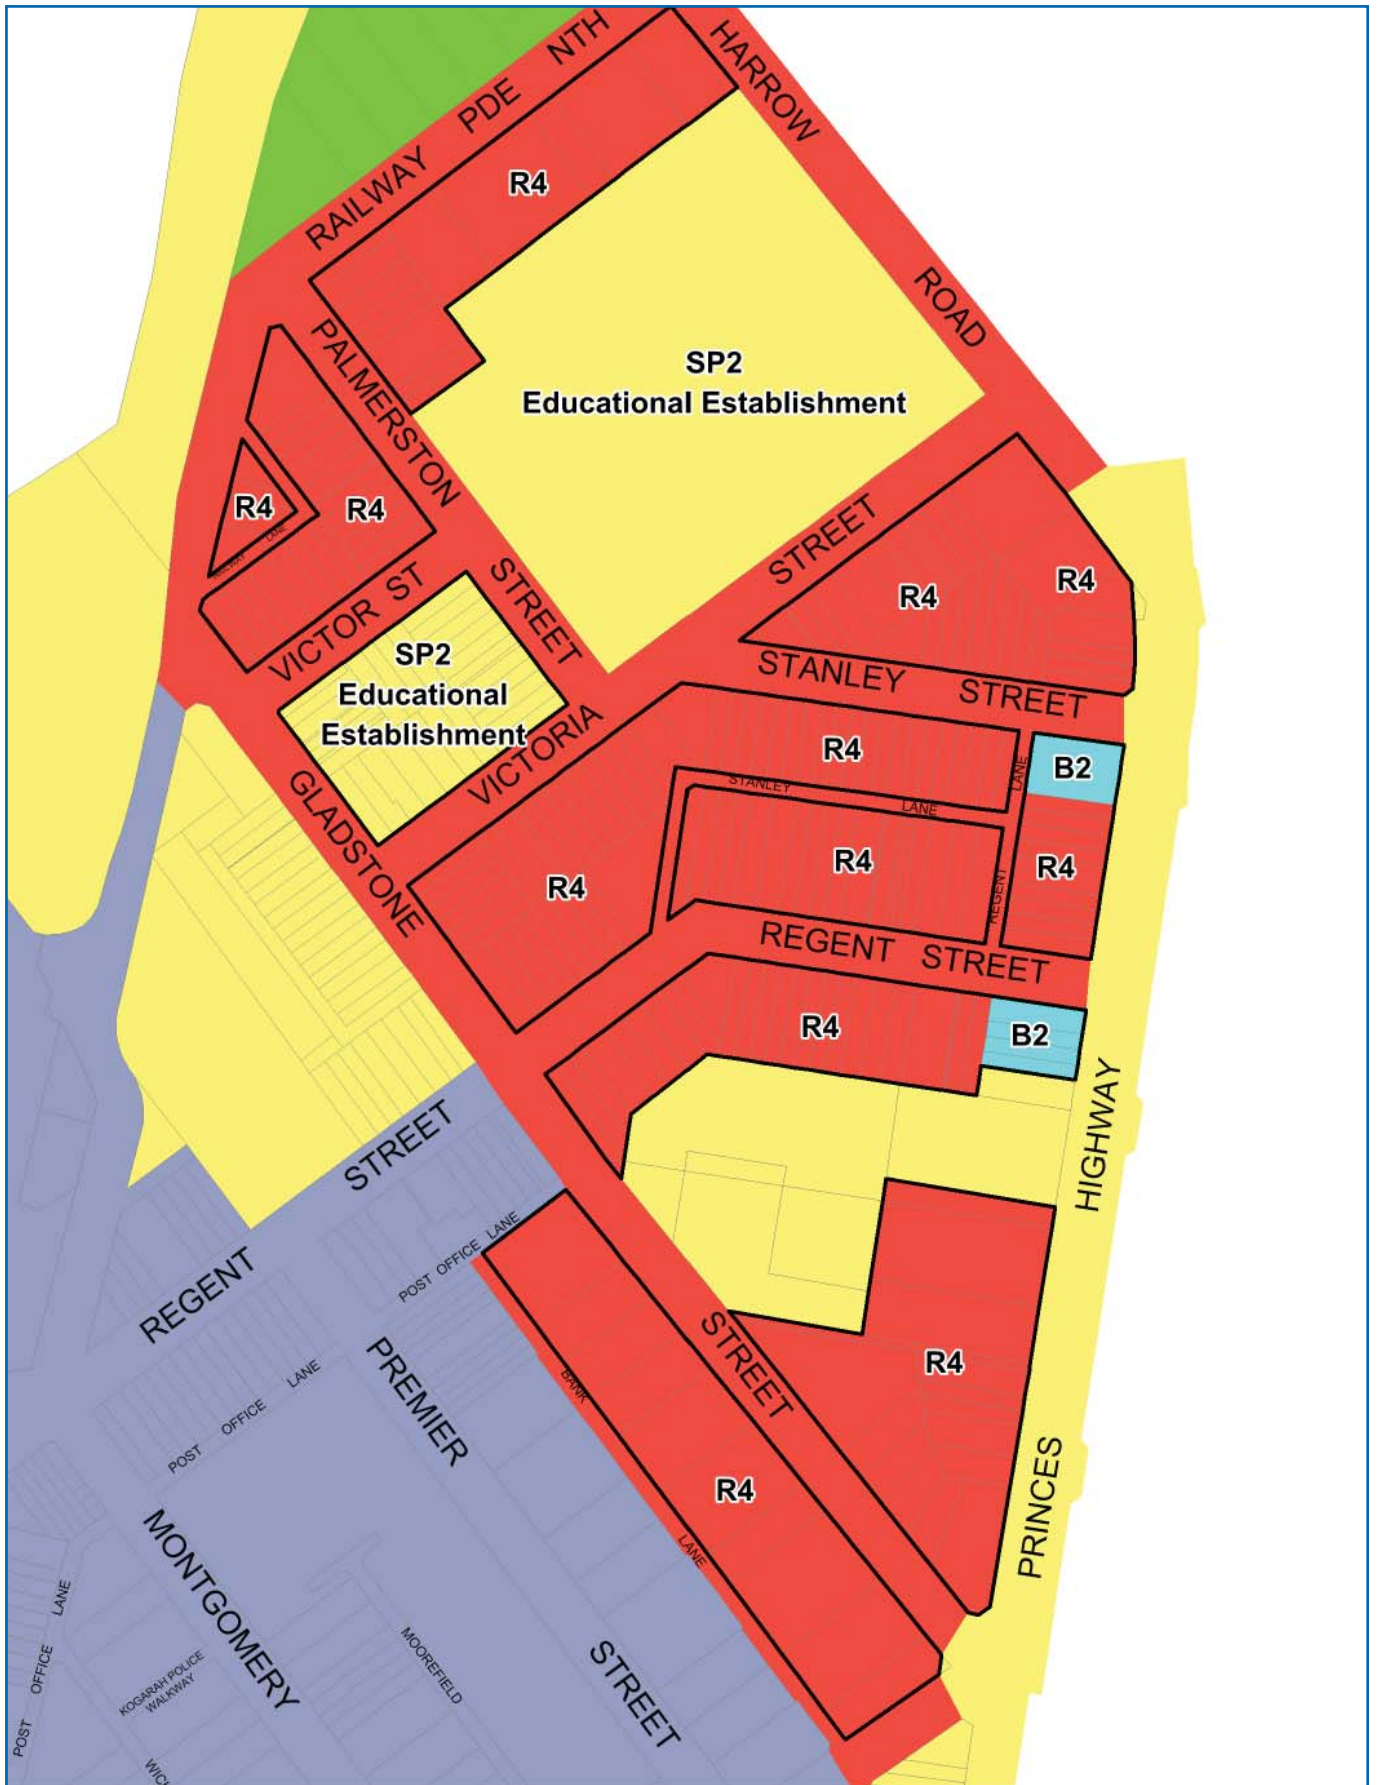 RAILWAY PDE NTH
HARROW ROAD
R4
SP2
Educational Establishment
PALMERSTON STREET
R4
R4
RAILWAY LANE
VICTOR ST
SP2
Educational
Establishment
VICTORIA STREET
R4
R4
STANLEY STREET
GLADSTONE STREET
R4
B2
STANLEY LANE
REGENT LANE
R4
R4
R4
REGENT STREET
R4
B2
PRINCES HIGHWAY
REGENT STREET
POST OFFICE LANE
R4
BANK LANE
R4
POST OFFICE LANE
PREMIER STREET
MONTGOMERY
POST OFFICE LANE
KOGARAH POLICE
WALKWAY
MOOREFIELD